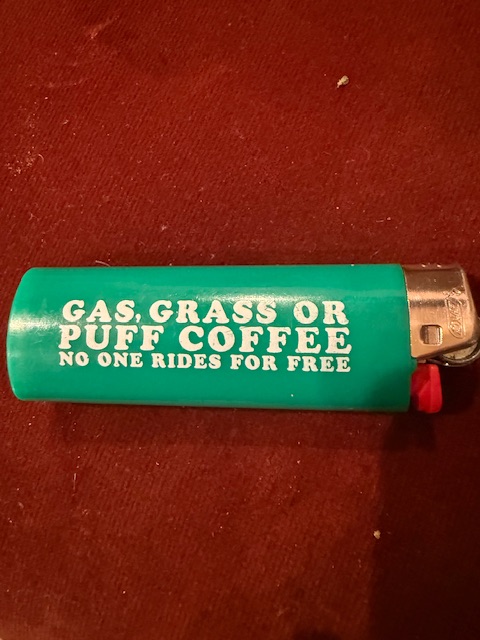 GAS, GRASS OR
PUFF COFFEE
NO ONE RIDES FOR FREE